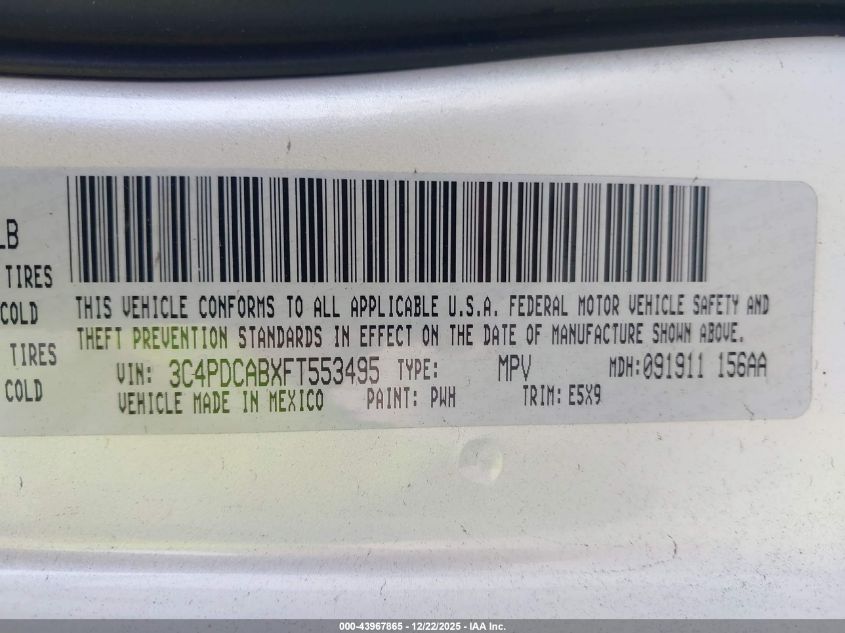 LB
TIRES
COLD
TIRES
COLD
THIS VEHICLE CONFORMS TO ALL APPLICABLE U.S.A. FEDERAL MOTOR VEHICLE SAFETY AND
THEFT PREVENTION STANDARDS IN EFFECT ON THE DATE OF MANUFACTURE SHOWN ABOVE.
VIN: 3C4PDCABXFT553495 TYPE: MPV MDH:091911 156AA
VEHICLE MADE IN MEXICO PAINT: PWH TRIM: E5X9
000-43967865 - 12/22/2025 - IAA Inc.